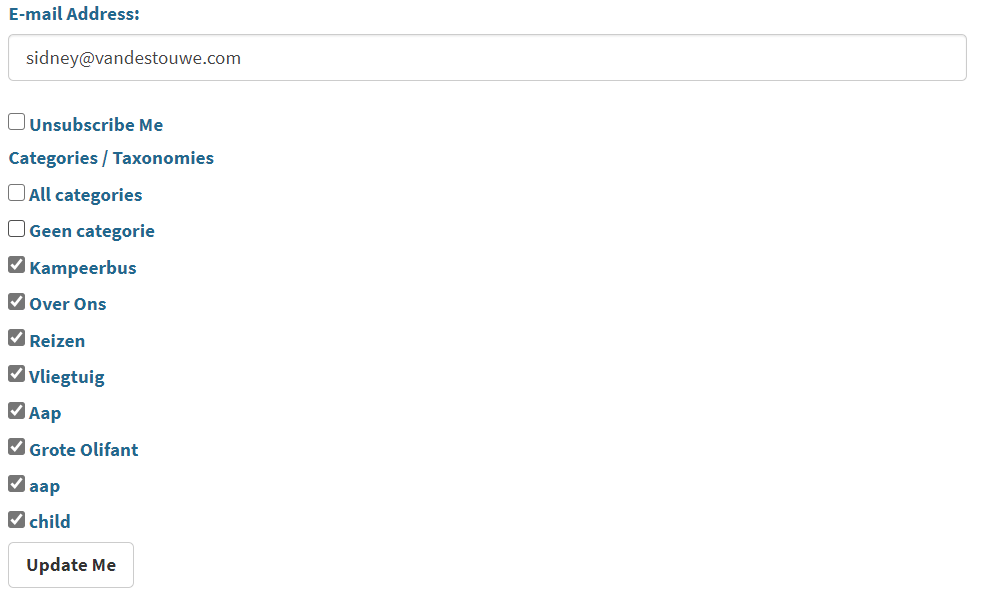 E-mail Address:
sidney@vandestouwe.com
Unsubscribe Me
Categories / Taxonomies
All categories
Geen categorie
Kampeerbus
Over Ons
Reizen
Vliegtuig
Aap
Grote Olifant
aap
child
Update Me